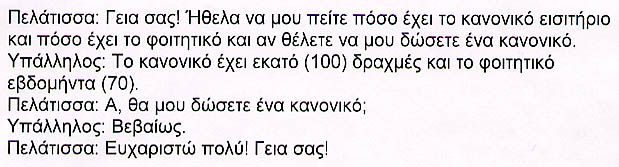 Πελάτισσα: Γεια σας! Ήθελα να μου πείτε πόσο έχει το κανονικό εισιτήριο
και πόσο έχει το φοιτητικό και αν θέλετε να μου δώσετε ένα κανονικό.
Υπάλληλος: Το κανονικό έχει εκατό (100) δραχμές και το φοιτητικό
εβδομήντα (70).
Πελάτισσα: Α, θα μου δώσετε ένα κανονικό;
Υπάλληλος: Βεβαίως.
Πελάτισσα: Ευχαριστώ πολύ! Γεια σας!